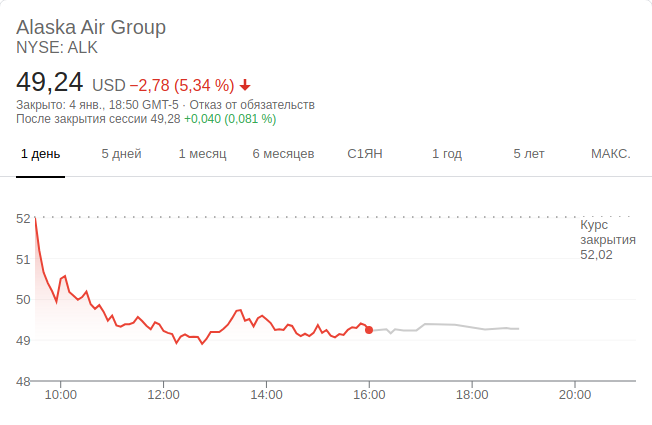 Alaska Air Group
NYSE: ALK
49,24 USD −2,78 (5,34 %)
Закрыто: 4 янв., 18:50 GMT-5 · Отказ от обязательств
После закрытия сессии 49,28 +0,040 (0,081 %)
1 день 5 дней 1 месяц 6 месяцев С1ЯН 1 год 5 лет МАКС.
52
Курс
закрытия
52,02
51
50
49
48
10:00 12:00 14:00 16:00 18:00 20:00